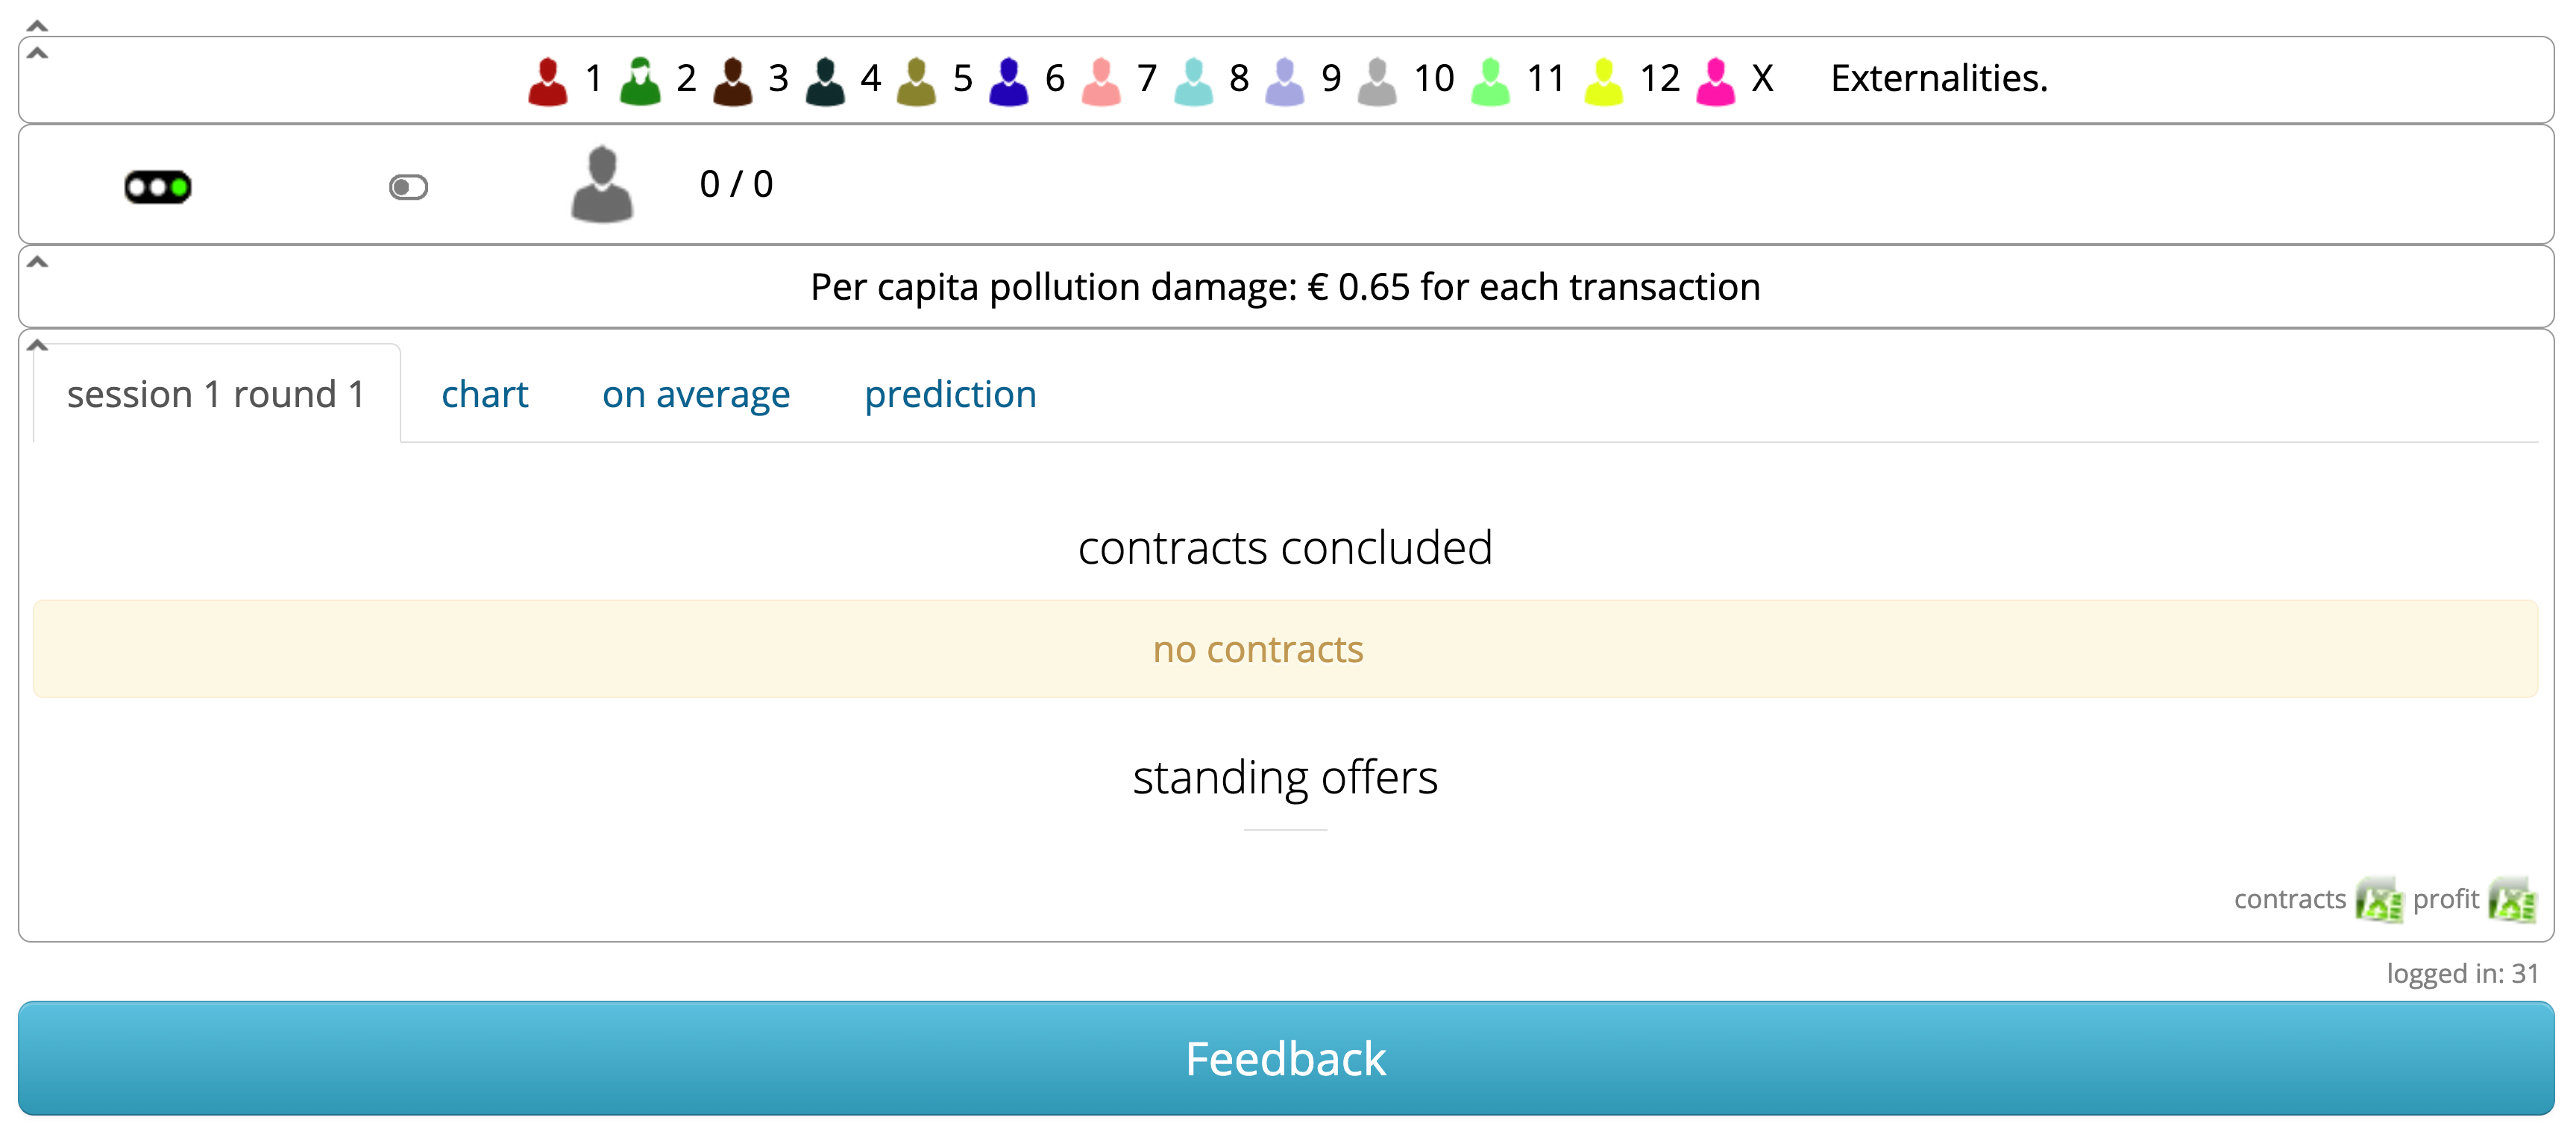 1 2 3 4 5 6 7 8 9 10 11 12 X Externalities.
0 / 0
Per capita pollution damage: € 0.65 for each transaction
session 1 round 1 chart on average prediction
contracts concluded
no contracts
standing offers
contracts profit
logged in: 31
Feedback